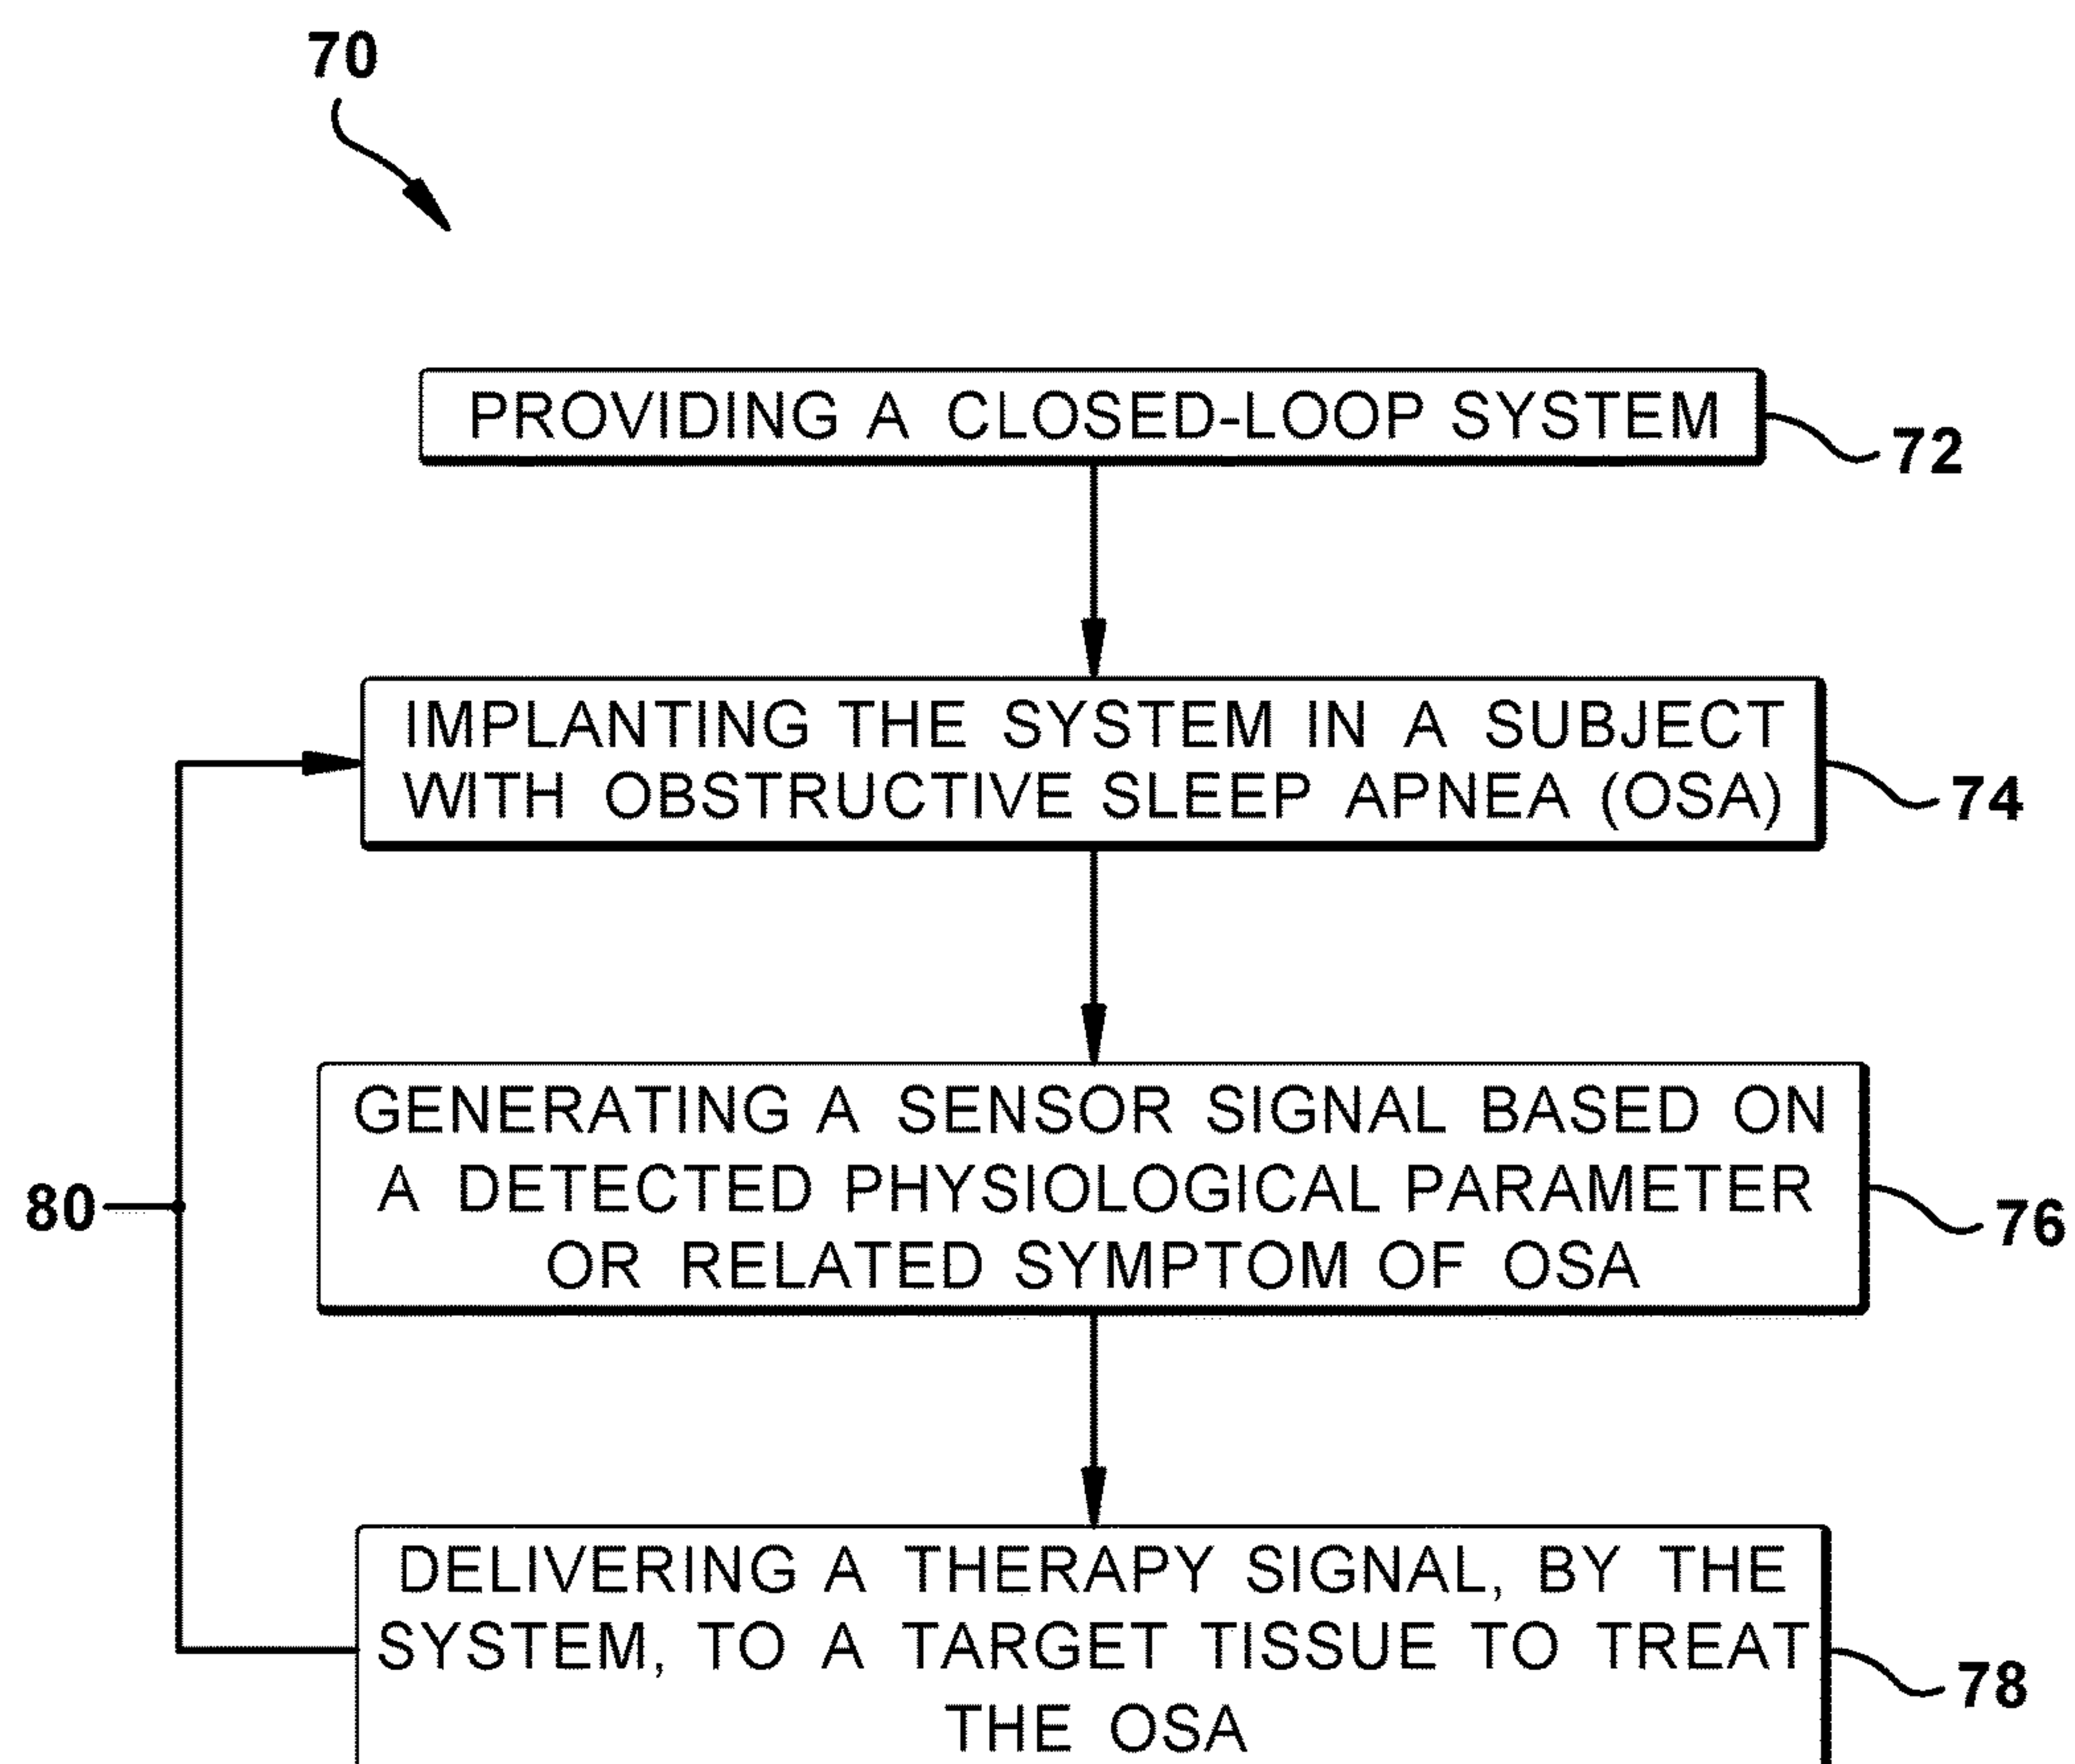 70
PROVIDING A CLOSED-LOOP SYSTEM
72
IMPLANTING THE SYSTEM IN A SUBJECT
WITH OBSTRUCTIVE SLEEP APNEA (OSA)
74
GENERATING A SENSOR SIGNAL BASED ON
A DETECTED PHYSIOLOGICAL PARAMETER
OR RELATED SYMPTOM OF OSA
80
76
DELIVERING A THERAPY SIGNAL, BY THE
SYSTEM, TO A TARGET TISSUE TO TREAT
THE OSA
78